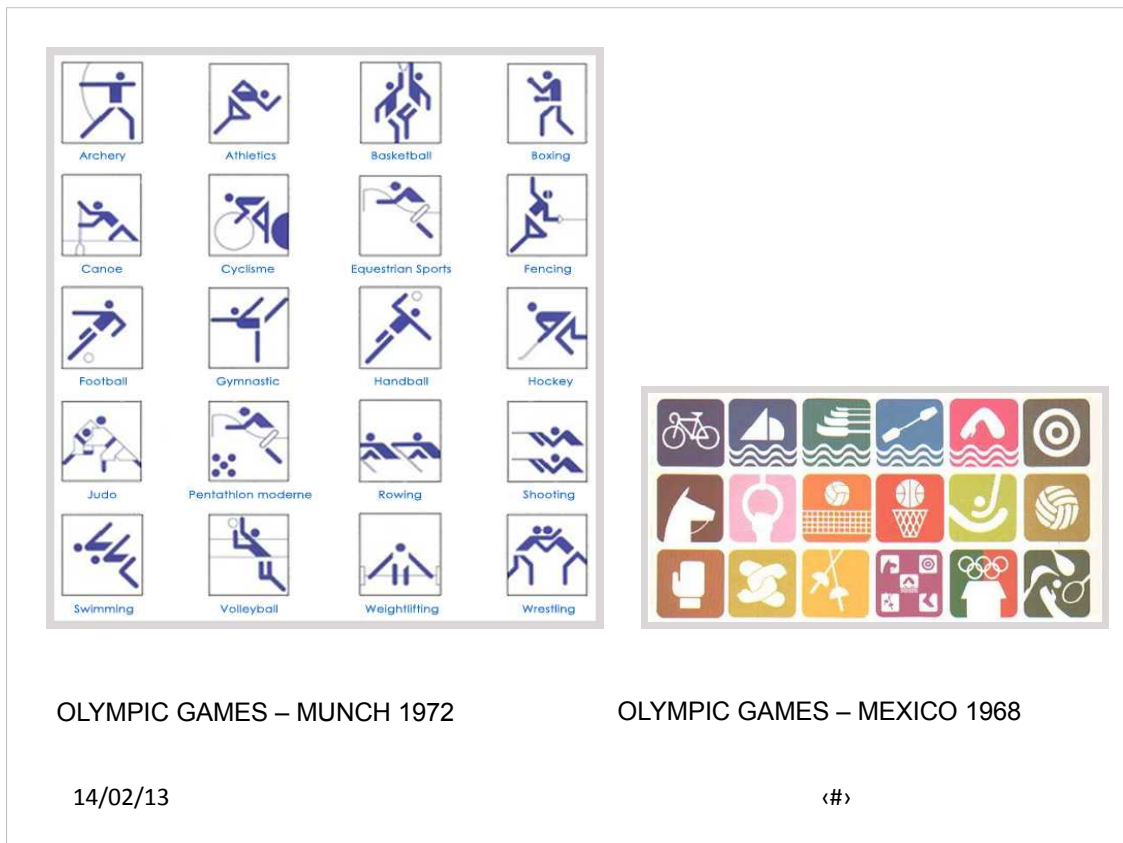 Archery Athletics Basketball Boxing
Canoe Cyclisme Equestrian Sports Fencing
Football Gymnastic Handball Hockey
Judo Pentathlon moderne Rowing Shooting
Swimming Volleyball Weightlifting Wrestling
OLYMPIC GAMES – MUNCH 1972
OLYMPIC GAMES – MEXICO 1968
14/02/13
‹#›